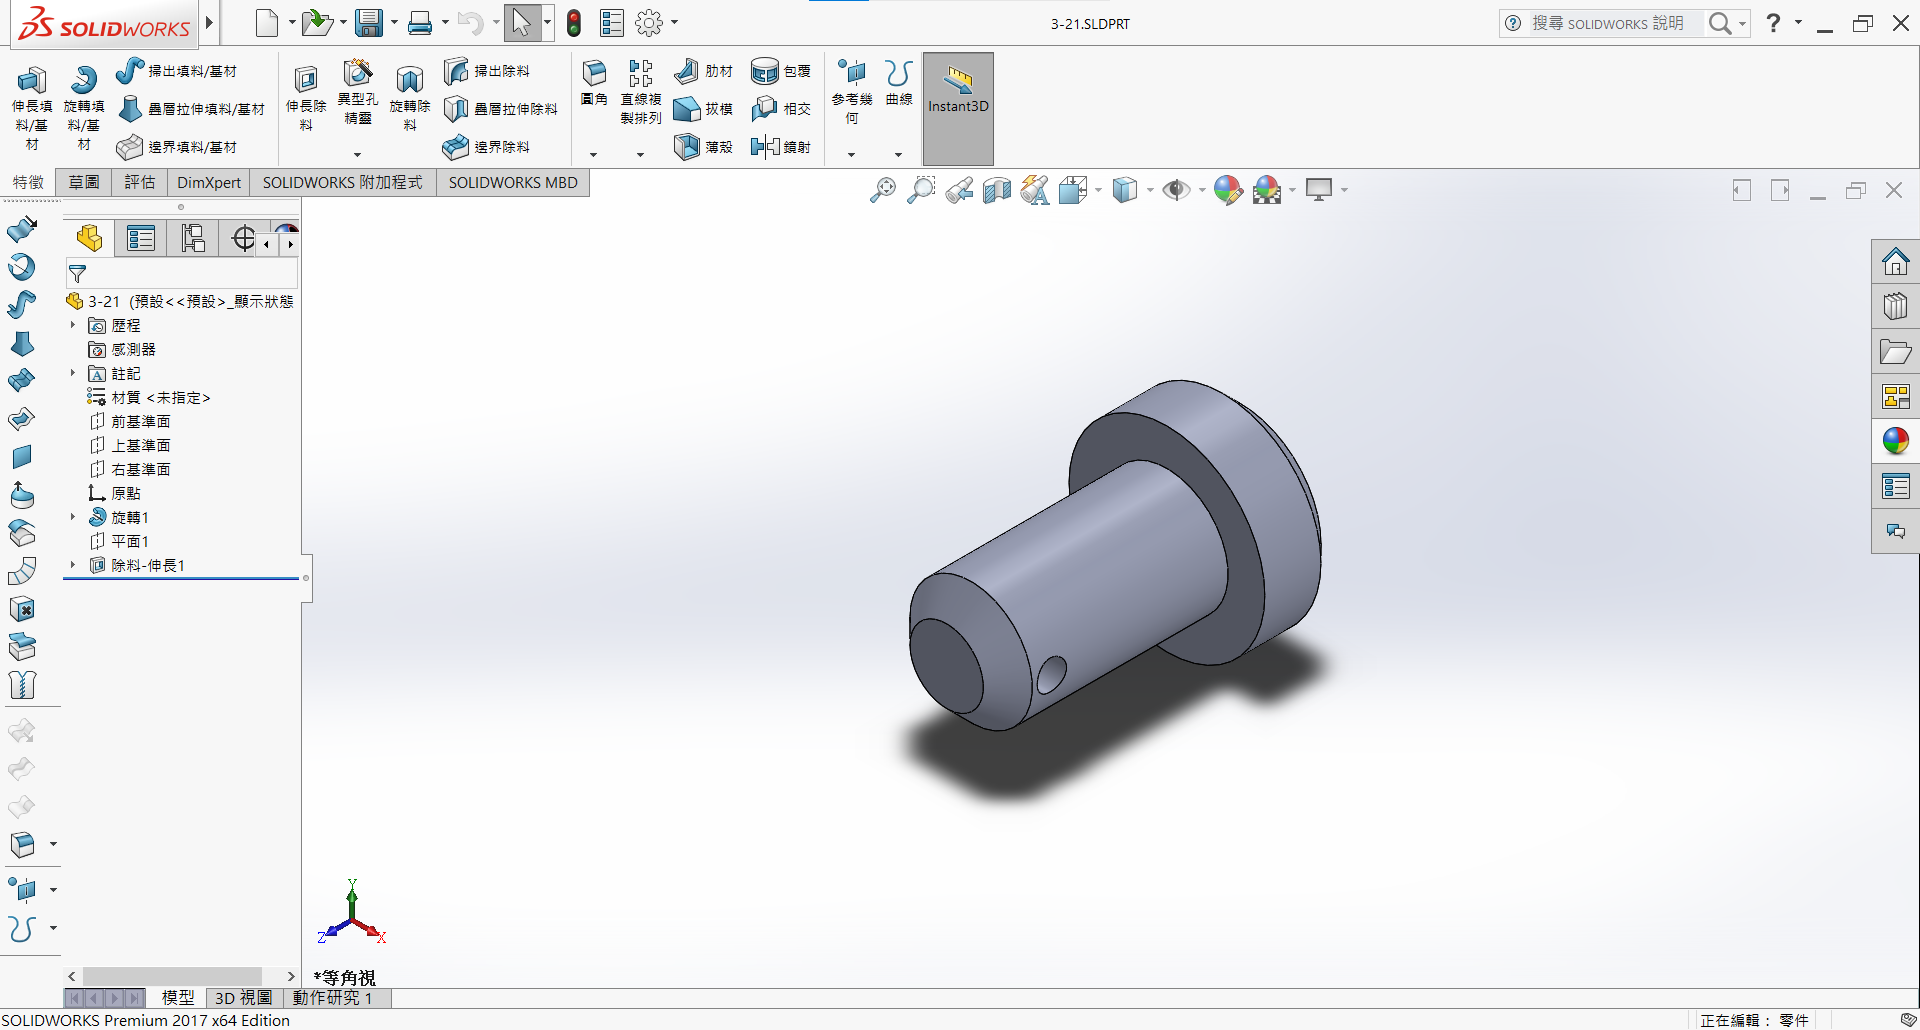 SOLIDWORKS
3-21.SLDPRT
搜尋 SOLIDWORKS 說明
伸長填料/基材
旋轉填料/基材
掃出填料/基材
疊層拉伸填料/基材
邊界填料/基材
伸長除料
異型孔精靈
旋轉除料
掃出除料
疊層拉伸除料
邊界除料
圓角
直線複製排列
肋材
拔模
薄殼
包覆
相交
鏡射
參考幾何
曲線
Instant3D
特徵
草圖
評估
DimXpert
SOLIDWORKS 附加程式
SOLIDWORKS MBD
3-21 (預設<<預設>_顯示狀態
歷程
感測器
註記
材質 <未指定>
前基準面
上基準面
右基準面
原點
旋轉1
平面1
除料-伸長1
Y
Z
X
*等角視
模型
3D 視圖
動作研究 1
SOLIDWORKS Premium 2017 x64 Edition
正在編輯： 零件